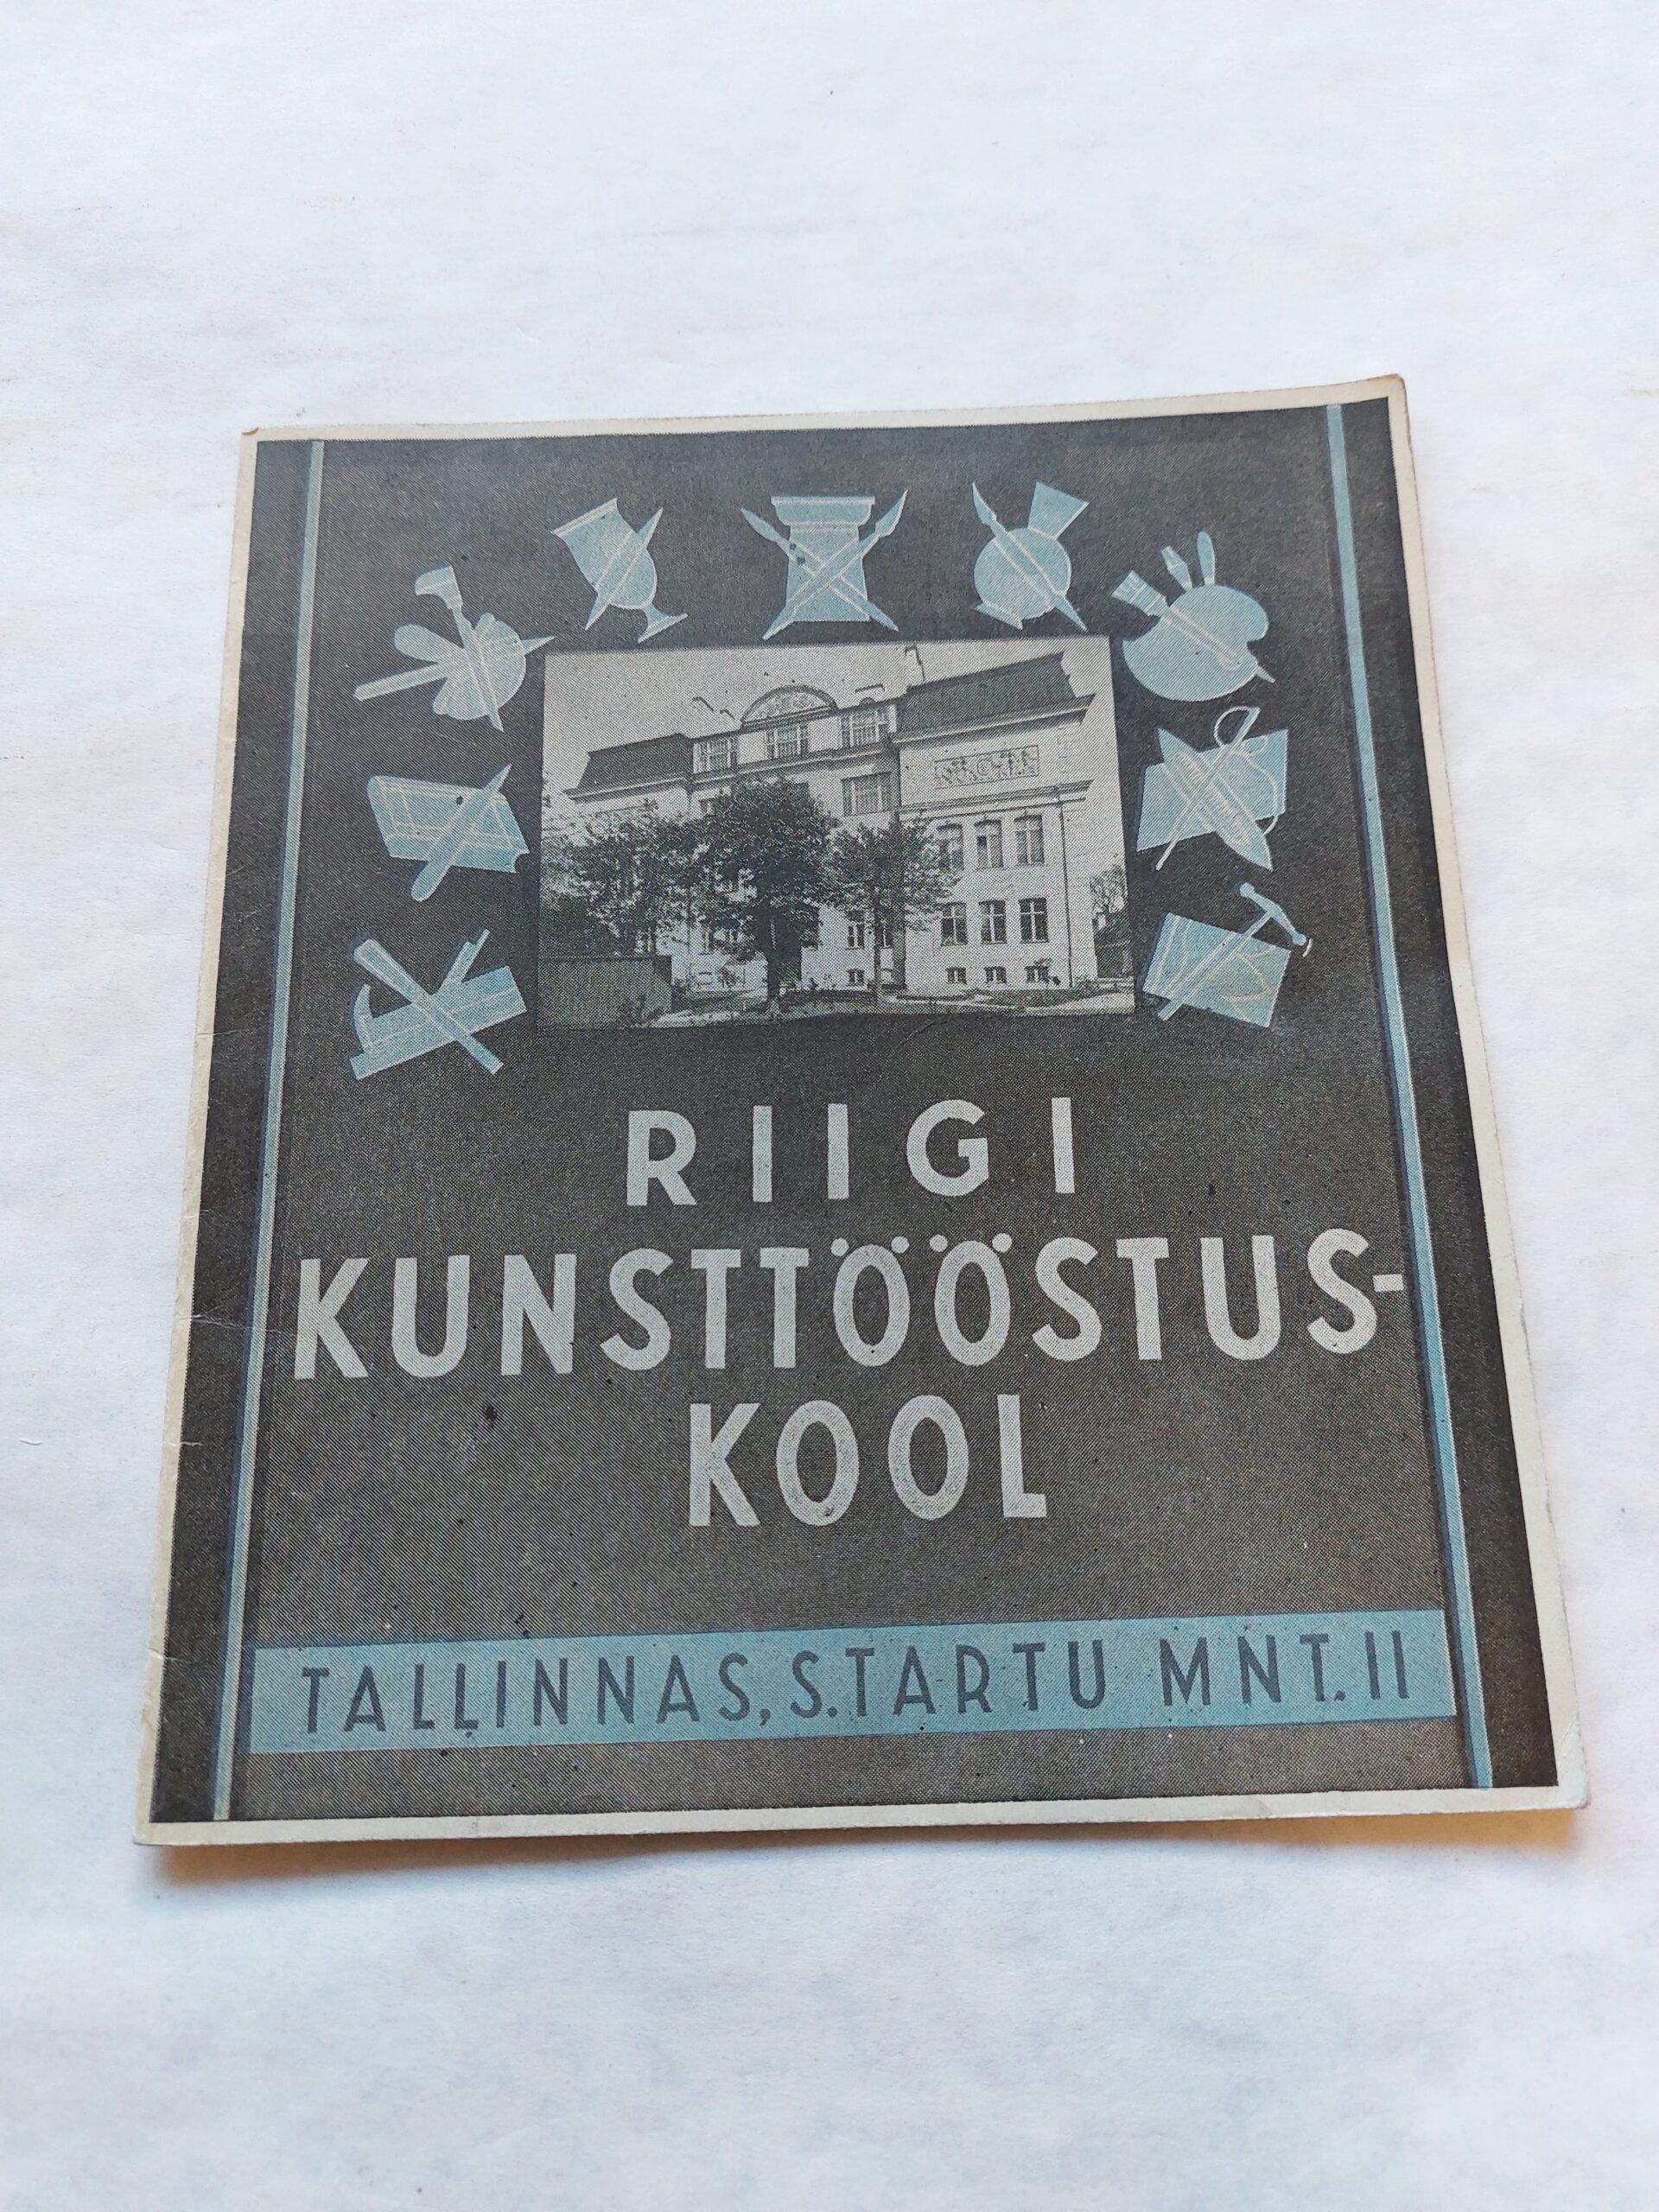 RIIGI
KUNSTTÖÖSTUS-
KOOL
TALLINNAS, S. TARTU MNT. 11